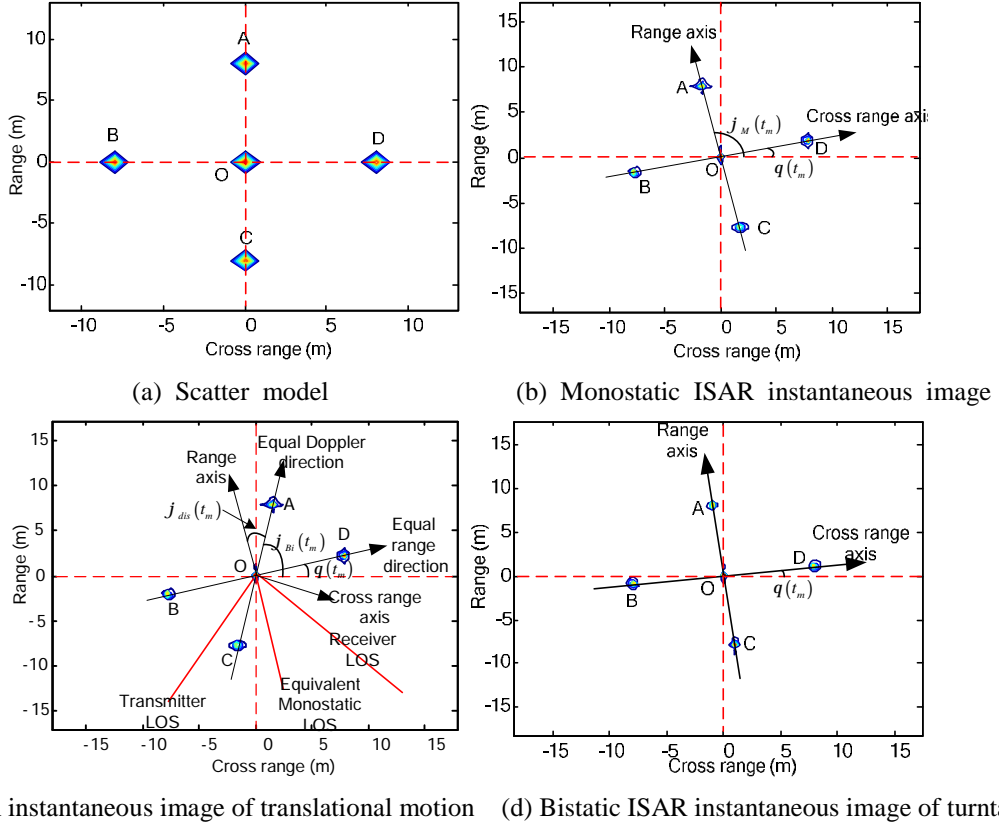 10
5
0
-5
-10
Range (m)
A
B
D
O
C
-10
-5
0
5
10
Cross range (m)
(a) Scatter model
15
10
5
0
-5
-10
-15
Range (m)
Range axis
A
j_M(t_m)
Cross range axis
D
q(t_m)
O
B
C
-15
-10
-5
0
5
10
15
Cross range (m)
(b) Monostatic ISAR instantaneous image
15
10
5
0
-5
-10
-15
Range (m)
Range
axis
Equal Doppler
direction
j_dis(t_m)
A
j_Bi(t_m)
D
Equal
range
direction
O
q(t_m)
B
Cross range
axis
Receiver
LOS
C
Transmitter
LOS
Equivalent
Monostatic
LOS
-15
-10
-5
0
5
10
15
Cross range (m)
instantaneous image of translational motion
15
10
5
0
-5
-10
-15
Range (m)
Range
axis
A
Cross range
axis
D
B
O
q(t_m)
C
-15
-10
-5
0
5
10
15
Cross range (m)
(d) Bistatic ISAR instantaneous image of turnt